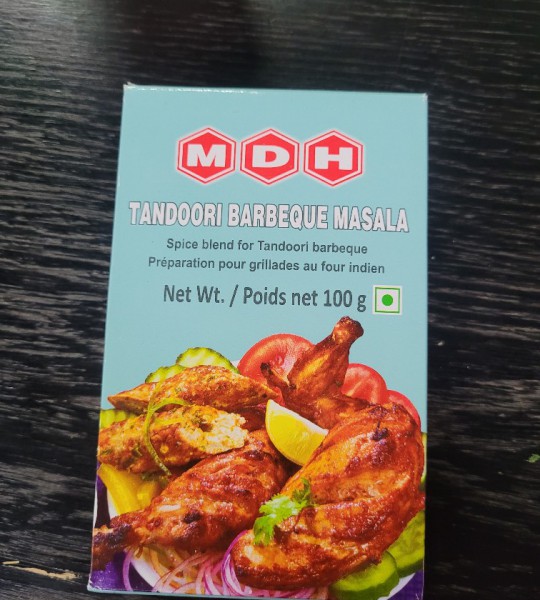 MDH
TANDOORI BARBEQUE MASALA
Spice blend for Tandoori barbeque
Préparation pour grillades au four indien
Net Wt. / Poids net 100 g